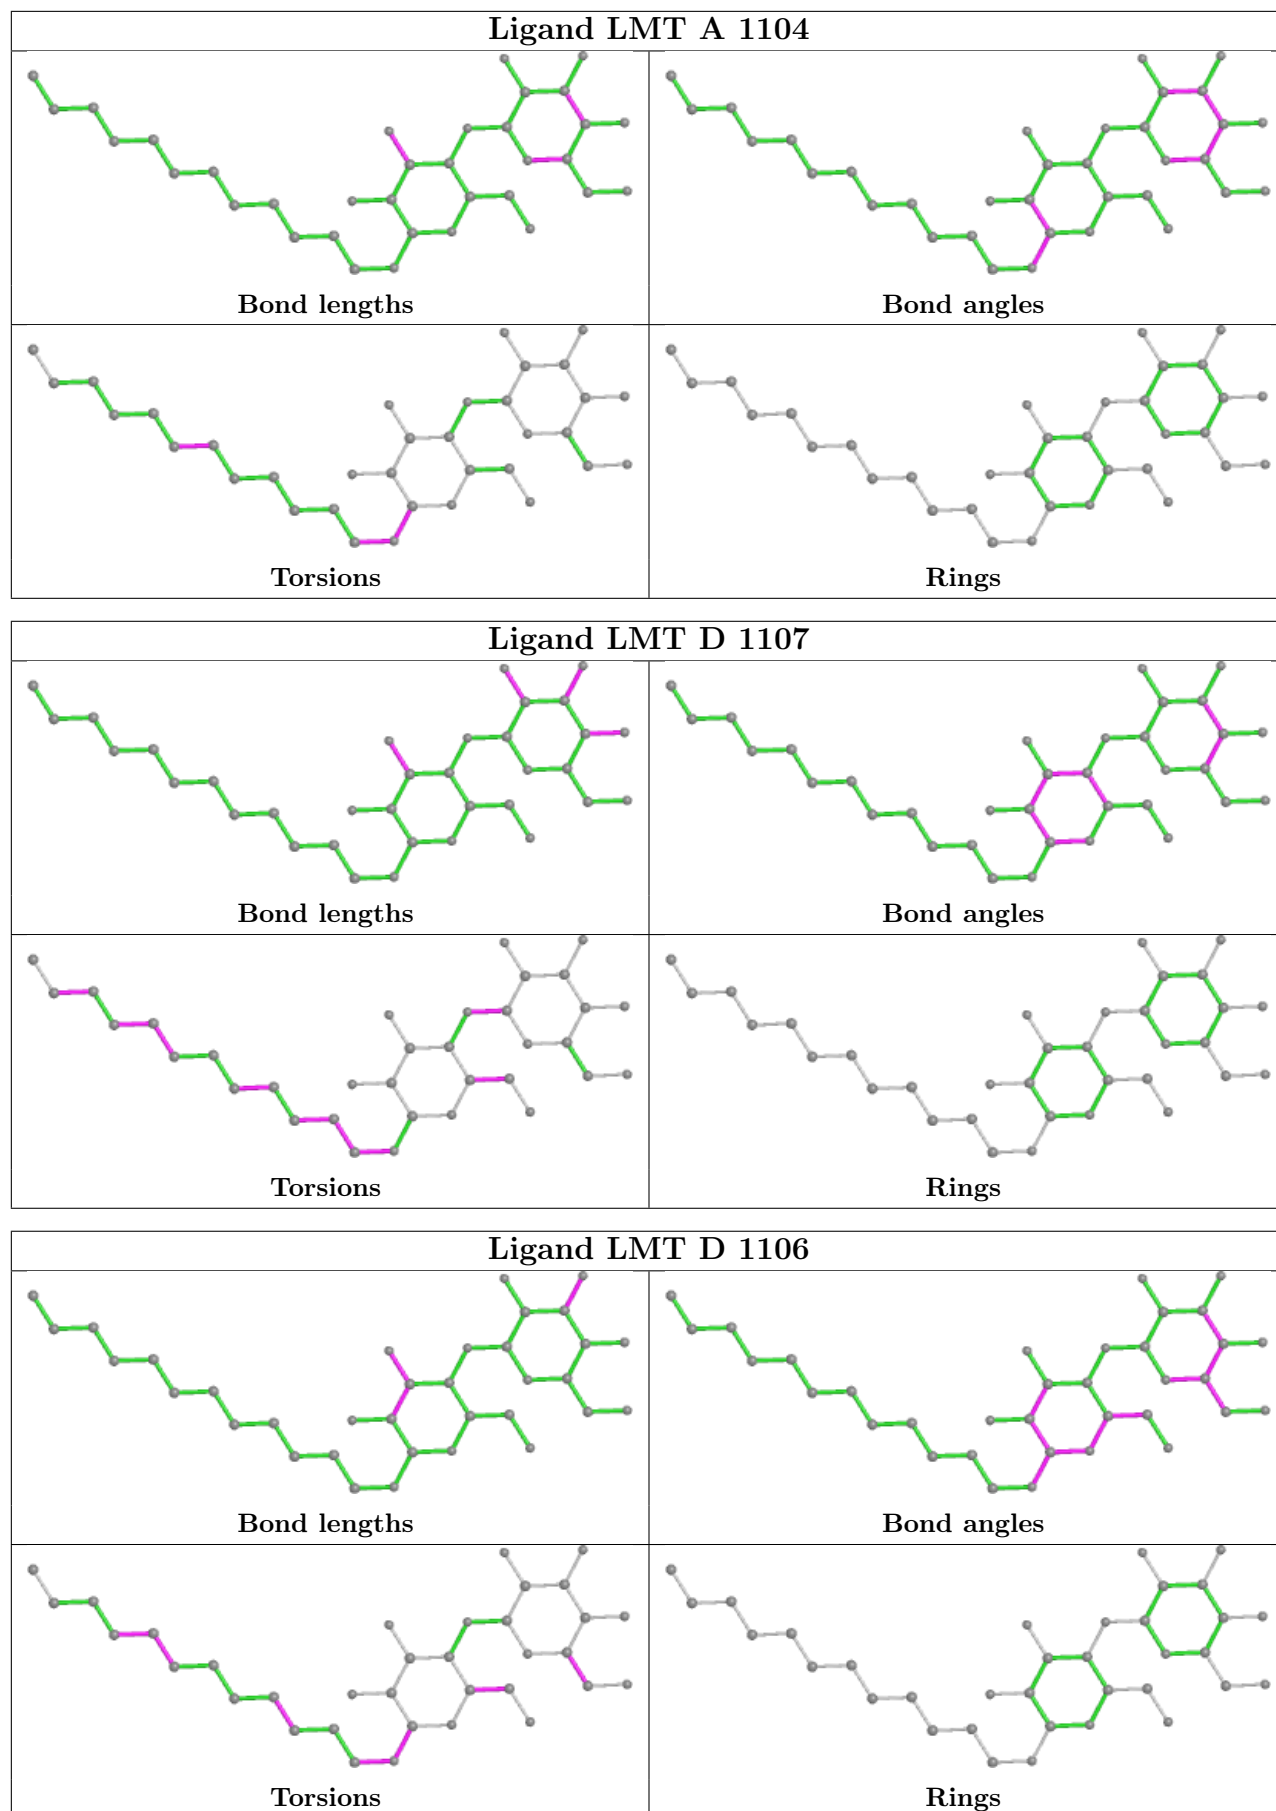 Ligand LMT A 1104
Bond lengths
Bond angles
Torsions
Rings
Ligand LMT D 1107
Bond lengths
Bond angles
Torsions
Rings
Ligand LMT D 1106
Bond lengths
Bond angles
Torsions
Rings